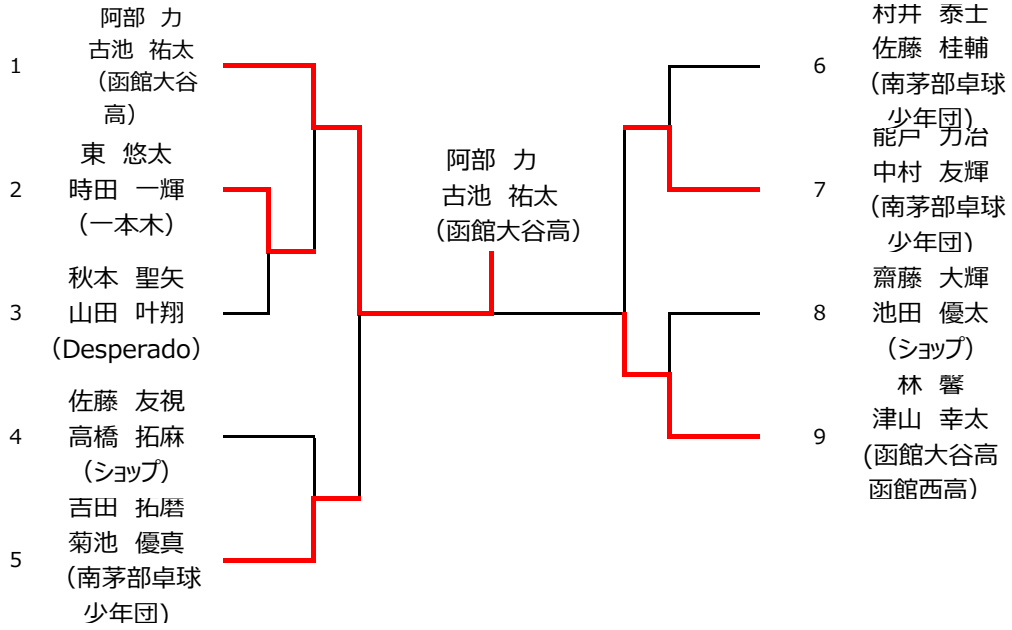 1
阿部 力
古池 祐太
（函館大谷
高）
2
東 悠太
時田 一輝
（一本木）
3
秋本 聖矢
山田 叶翔
（Desperado）
4
佐藤 友視
高橋 拓麻
（ショップ）
5
吉田 拓磨
菊池 優真
（南茅部卓球
少年団）
阿部 力
古池 祐太
（函館大谷高）
6
村井 泰士
佐藤 桂輔
（南茅部卓球
少年団）
7
能戸 力冶
中村 友輝
（南茅部卓球
少年団）
8
齋藤 大輝
池田 優太
（ショップ）
9
林 馨
津山 幸太
(函館大谷高
函館西高）